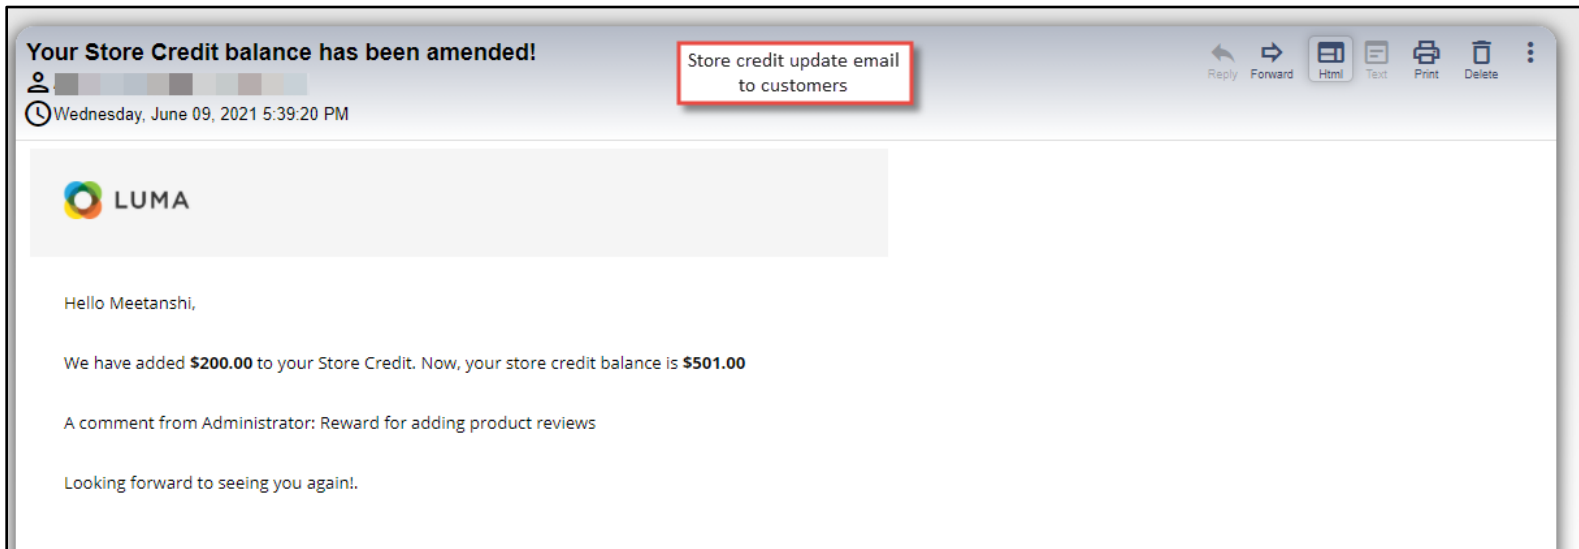 Your Store Credit balance has been amended!
Wednesday, June 09, 2021 5:39:20 PM
Store credit update email
to customers
Reply
Forward
Html
Text
Print
Delete
LUMA
Hello Meetanshi,
We have added $200.00 to your Store Credit. Now, your store credit balance is $501.00
A comment from Administrator: Reward for adding product reviews
Looking forward to seeing you again!.